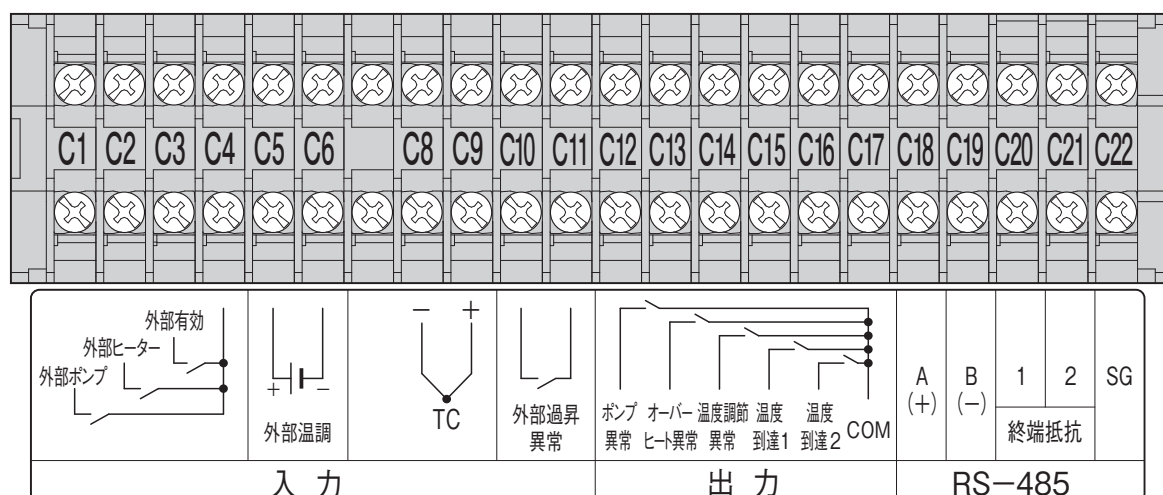 C1 C2 C3 C4 C5 C6 C8 C9 C10 C11 C12 C13 C14 C15 C16 C17 C18 C19 C20 C21 C22
外部有効
外部ヒーター
外部ポンプ
+ −
外部温調
− +
TC
外部過昇
異常
ポンプ
異常
オーバー
ヒート異常
温度調節
異常
温度
到達1
温度
到達2
COM
A
(+)
B
(−)
1 2
終端抵抗
SG
入 力
出 力
RS−485